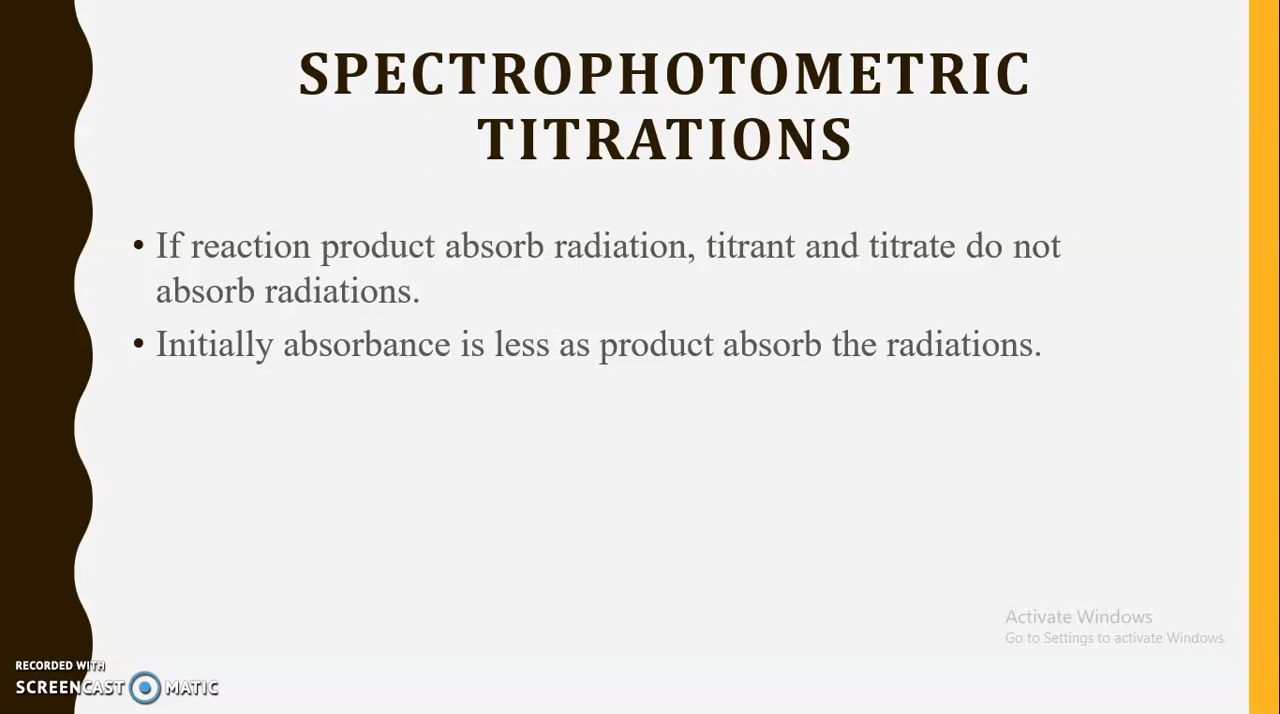 SPECTROPHOTOMETRIC
TITRATIONS
• If reaction product absorb radiation, titrant and titrate do not
absorb radiations.
• Initially absorbance is less as product absorb the radiations.
Activate Windows
Go to Settings to activate Windows.
RECORDED WITH
SCREENCAST MATIC